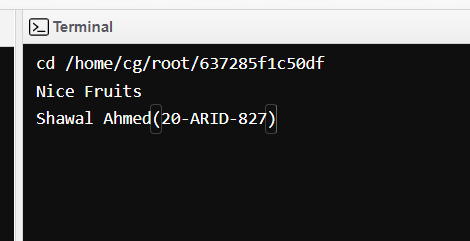 Terminal
cd /home/cg/root/637285f1c50df
Nice Fruits
Shawal Ahmed(20-ARID-827)